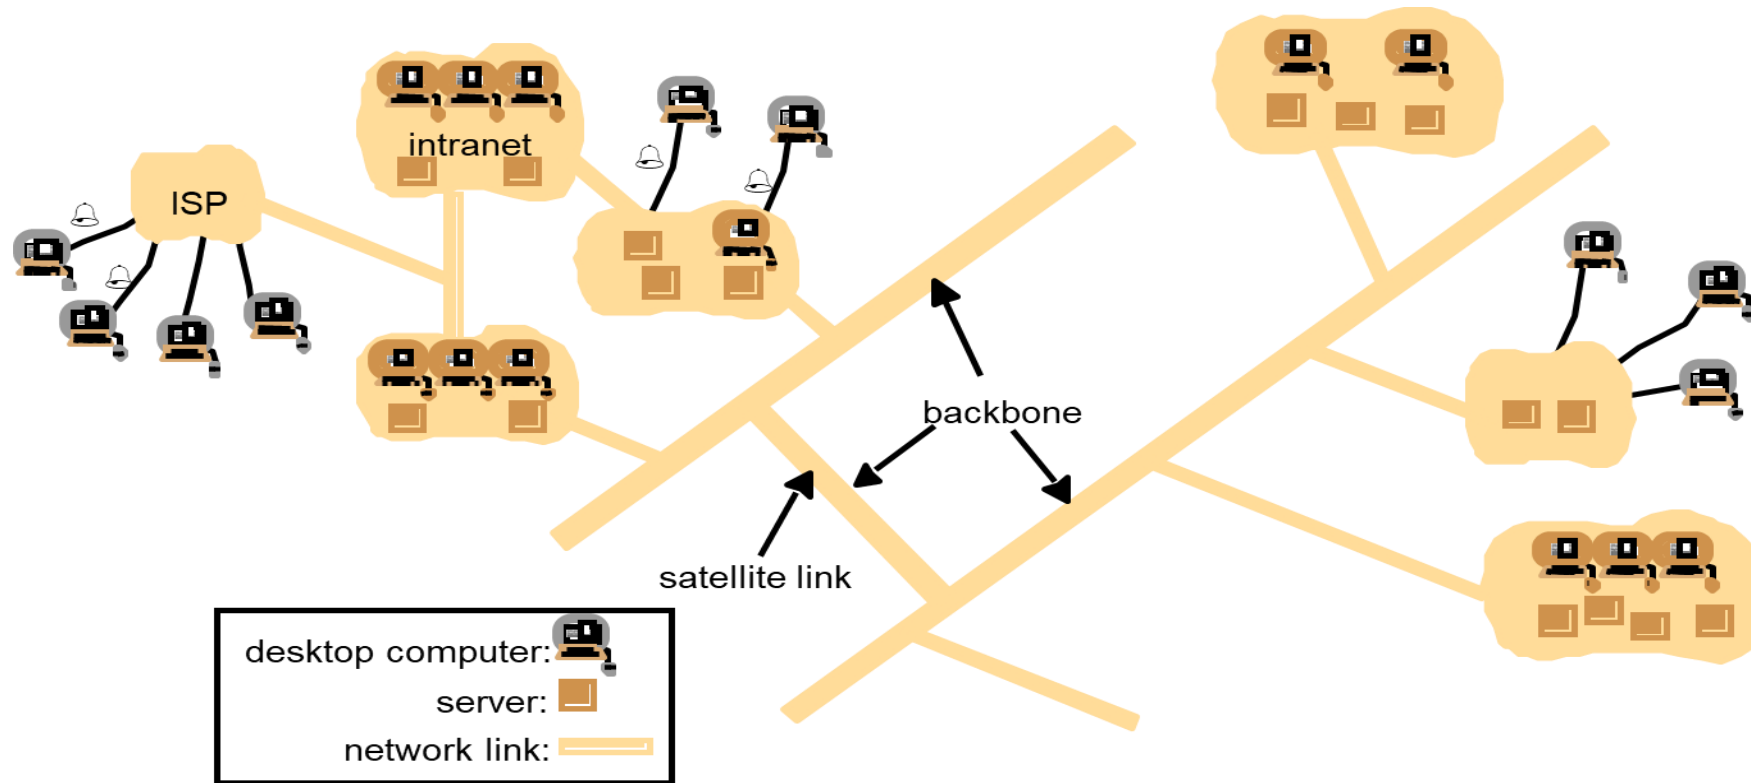 intranet
ISP
backbone
satellite link
desktop computer:
server:
network link: